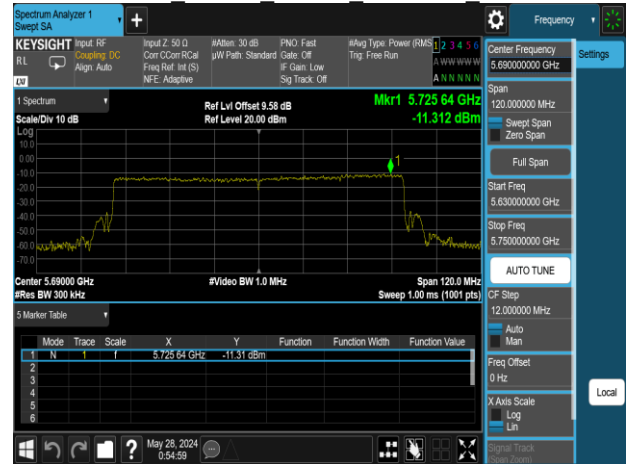 Spectrum Analyzer 1
Swept SA
Frequency
KEYSIGHT
RL
Input: RF
Coupling: DC
Align: Auto
Input Z: 50 Ω
Corr CCorr RCal
Freq Ref: Int (S)
NFE: Adaptive
#Atten: 30 dB
µW Path: Standard
PNO: Fast
Gate: Off
IF Gain: Low
Sig Track: Off
#Avg Type: Power (RMS
Trig: Free Run
1 2 3 4 5 6
A W W W W W
A N N N N N
Center Frequency
5.690000000 GHz
Settings
Span
120.000000 MHz
Swept Span
Zero Span
Full Span
Start Freq
5.630000000 GHz
Stop Freq
5.750000000 GHz
AUTO TUNE
CF Step
12.000000 MHz
Auto
Man
Freq Offset
0 Hz
X Axis Scale
Log
Lin
Signal Track
(Span Zoom)
Local
1 Spectrum
Scale/Div 10 dB
Ref Lvl Offset 9.58 dB
Ref Level 20.00 dBm
Mkr1 5.725 64 GHz
-11.312 dBm
Log
10.0
0.00
-10.0
-20.0
-30.0
-40.0
-50.0
-60.0
-70.0
1
Center 5.69000 GHz
#Res BW 300 kHz
#Video BW 1.0 MHz
Span 120.0 MHz
Sweep 1.00 ms (1001 pts)
5 Marker Table
Mode Trace Scale X Y Function Function Width Function Value
1 N 1 f 5.725 64 GHz -11.31 dBm
2
3
4
5
6
?
May 28, 2024
0:54:59